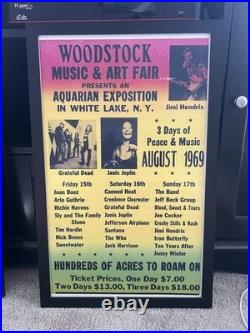 WOODSTOCK
MUSIC & ART FAIR
PRESENTS AN
AQUARIAN EXPOSITION
IN WHITE LAKE, N. Y.
Jimi Hendrix
3 Days of
Peace & Music
AUGUST 1969
Grateful Dead
Janis Joplin
Friday 15th
Joan Baez
Arlo Guthrie
Richie Havens
Sly and The Family
Stone
Tim Hardin
Nick Benes
Sweetwater
Saturday 16th
Canned Heat
Creedence Clearwater
Grateful Dead
Janis Joplin
Jefferson Airplane
Santana
The Who
Jack Morrison
Sunday 17th
The Band
Jeff Beck Group
Blood, Sweat & Tears
Joe Cocker
Crosby Stills & Nash
Jimi Hendrix
Iron Butterfly
Ten Years After
Jonny Winter
HUNDREDS OF ACRES TO ROAM ON
Ticket Prices, One Day $7.00
Two Days $13.00, Three Days $18.00